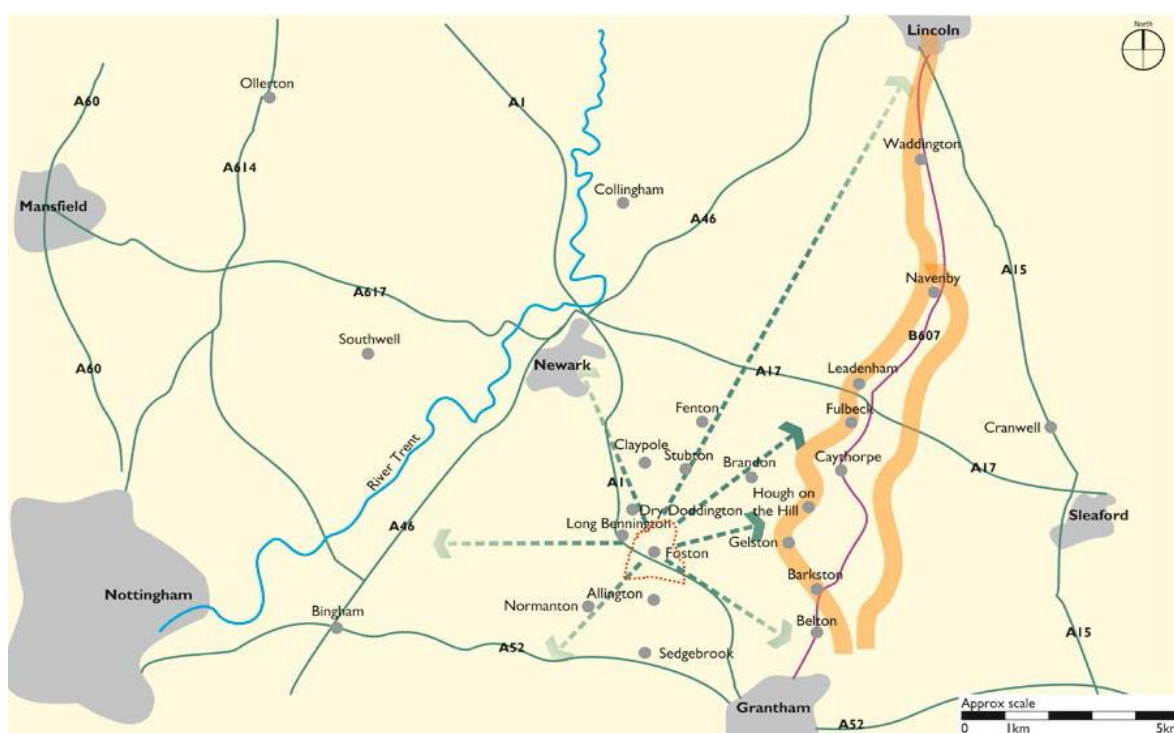 North
Lincoln
Ollerton
A60
A1
A614
Waddington
Mansfield
Collingham
A46
A15
Navenby
A617
B607
Southwell
Newark
A60
A17
Leadenham
Fenton
Fulbeck
Claypole
Stubton
Brandon
Caythorpe
Cranwell
A17
River Trent
A1
Hough on
the Hill
Dry Doddington
Long Bennington
A46
Sleaford
Gelston
Foston
Nottingham
Barkston
Allington
Normanton
Bingham
Belton
A15
A52
Sedgebrook
Grantham
A52
Approx scale
0 1km 5km